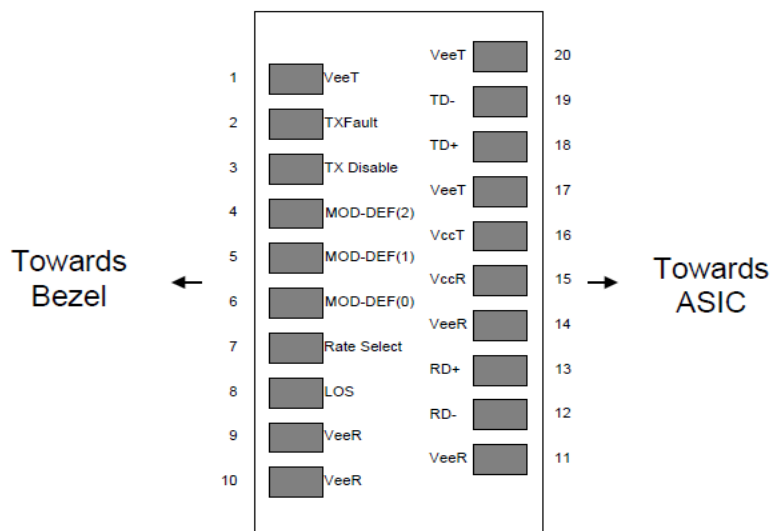 VeeT 20
1 VeeT
TD- 19
2 TXFault
TD+ 18
3 TX Disable
VeeT 17
4 MOD-DEF(2)
VccT 16
5 MOD-DEF(1)
Towards
Bezel
VccR 15
Towards
ASIC
6 MOD-DEF(0)
VeeR 14
7 Rate Select
RD+ 13
8 LOS
RD- 12
9 VeeR
VeeR 11
10 VeeR